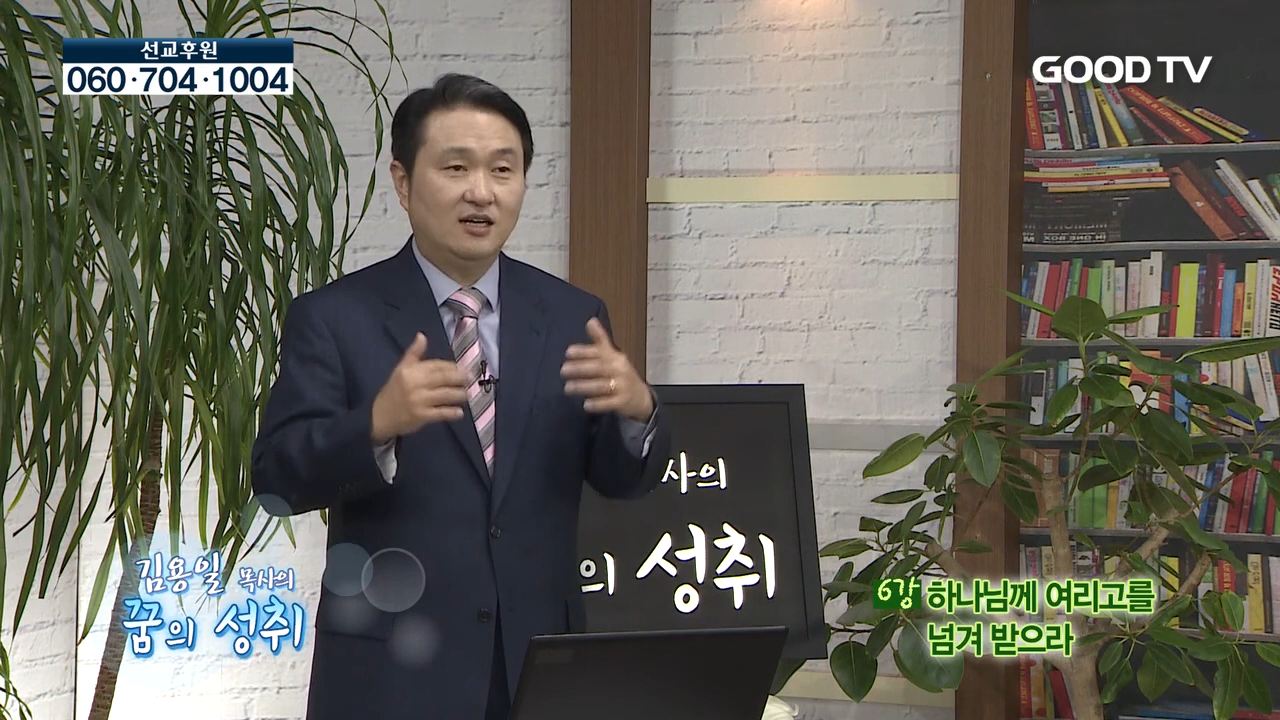 선교후원
060·704·1004
GOOD TV
사의
의 성취
김용일 목사의
꿈의 성취
6강 하나님께 여리고를
넘겨 받으라